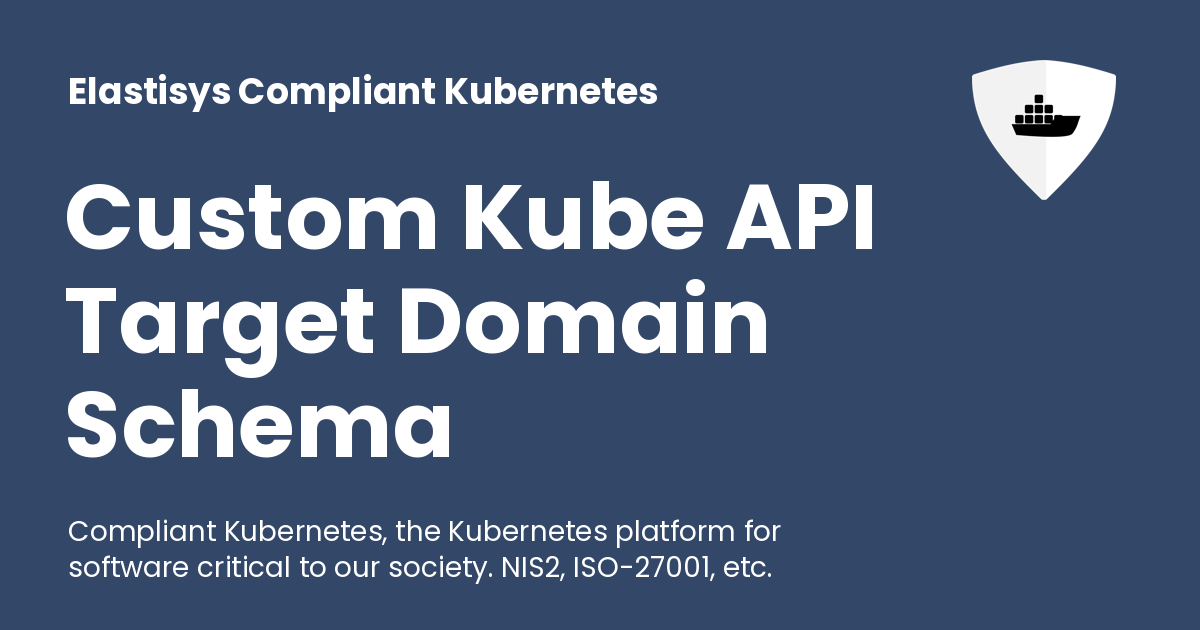 Elastisys Compliant Kubernetes
Custom Kube API
Target Domain
Schema
Compliant Kubernetes, the Kubernetes platform for
software critical to our society. NIS2, ISO-27001, etc.